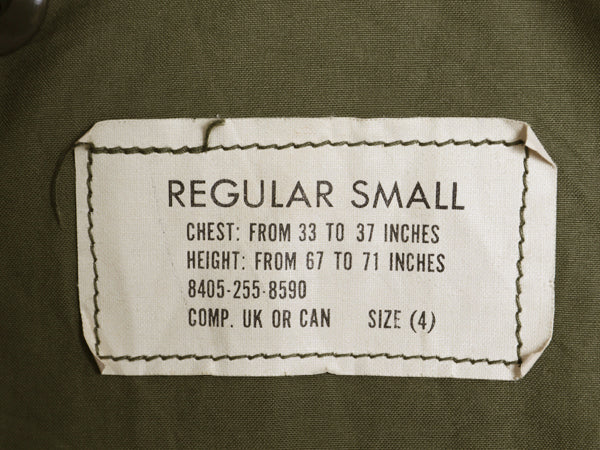 REGULAR SMALL
CHEST: FROM 33 TO 37 INCHES
HEIGHT: FROM 67 TO 71 INCHES
8405-255-8590
COMP. UK OR CAN SIZE (4)